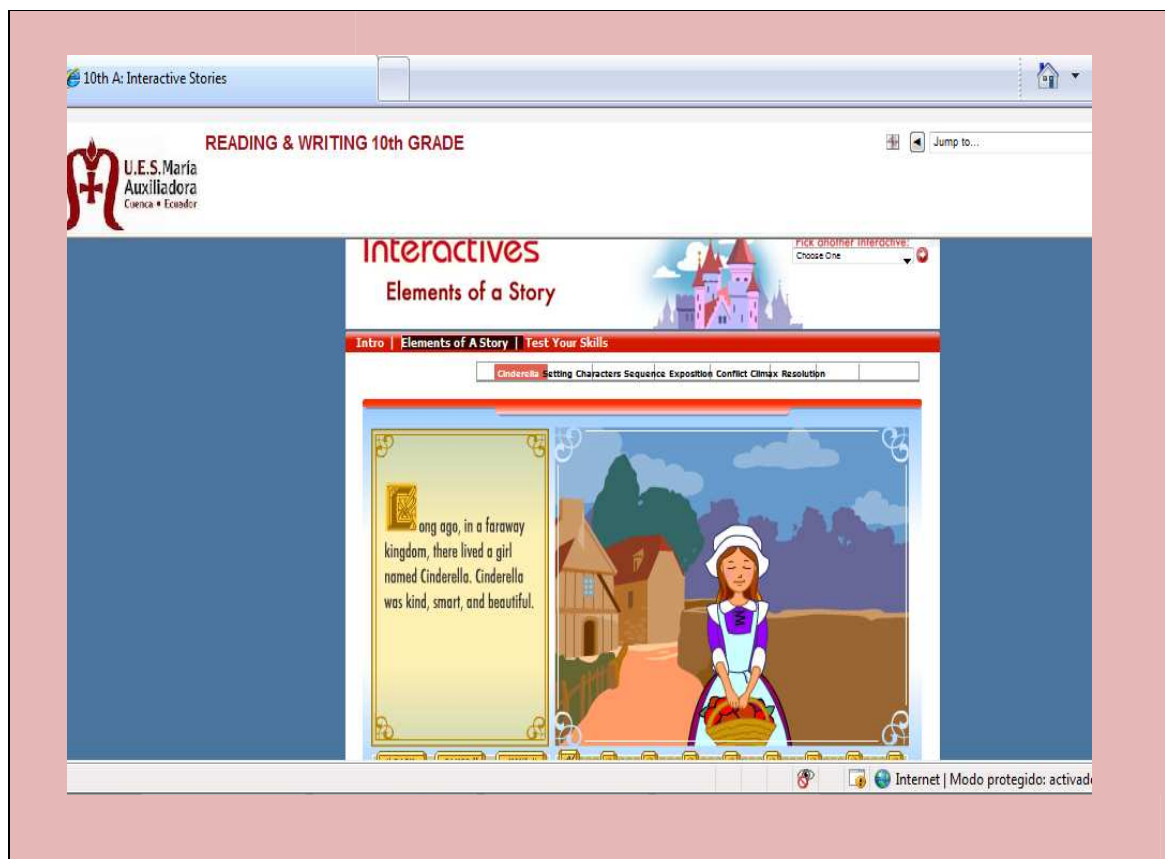 10th A: Interactive Stories
READING & WRITING 10th GRADE
Jump to...
U.E.S. María
Auxiliadora
Cuenca • Ecuador
Interactives
Pick another interactive:
Choose One
Elements of a Story
Intro | Elements of A Story | Test Your Skills
Cinderella Setting Characters Sequence Exposition Conflict Climax Resolution
Long ago, in a faraway
kingdom, there lived a girl
named Cinderella. Cinderella
was kind, smart, and beautiful.
Internet | Modo protegido: activado